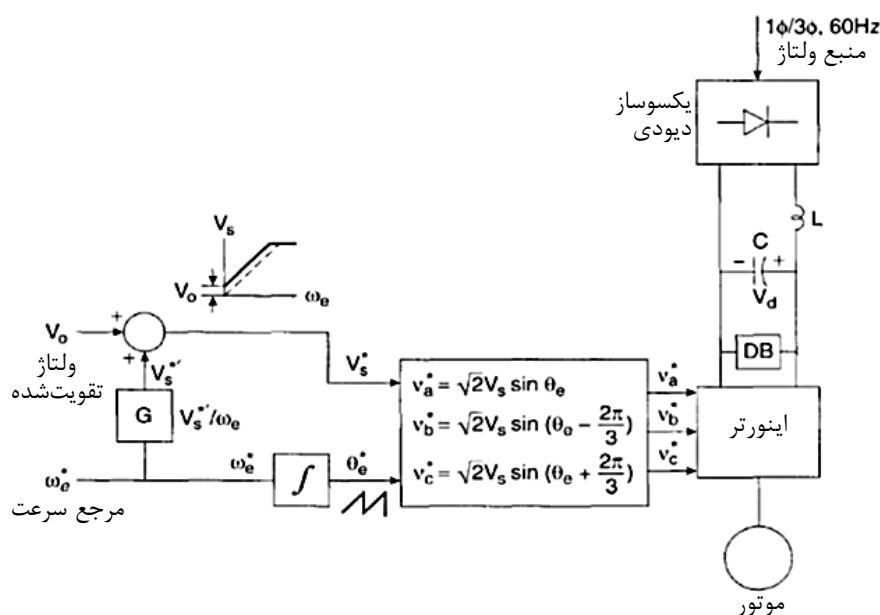 1ϕ/3ϕ, 60Hz
منبع ولتاژ
یکسوساز
دیودی
L
C
− +
V_d
DB
V_s
V_o
ω_e
V_o
+
+
ولتاژ
تقویت‌شده
V_s*′
G
V_s*′/ω_e
V_s*
ω_e*
مرجع سرعت
ω_e*
∫
θ_e*
v_a* = √2V_s sin θ_e
v_b* = √2V_s sin (θ_e − 2π/3)
v_c* = √2V_s sin (θ_e + 2π/3)
v_a*
v_b*
v_c*
اینورتر
موتور